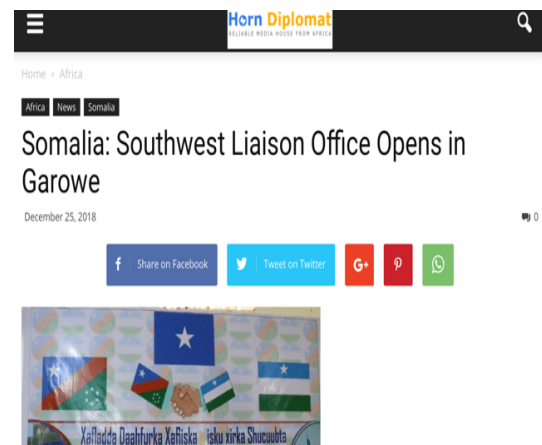 Horn Diplomat
RELIABLE MEDIA HOUSE FROM AFRICA
Home › Africa
Africa News Somalia
Somalia: Southwest Liaison Office Opens in
Garowe
December 25, 2018 0
Share on Facebook Tweet on Twitter G+
Xafladda Daahfurka Xafiiska isku xirka Shucuubta